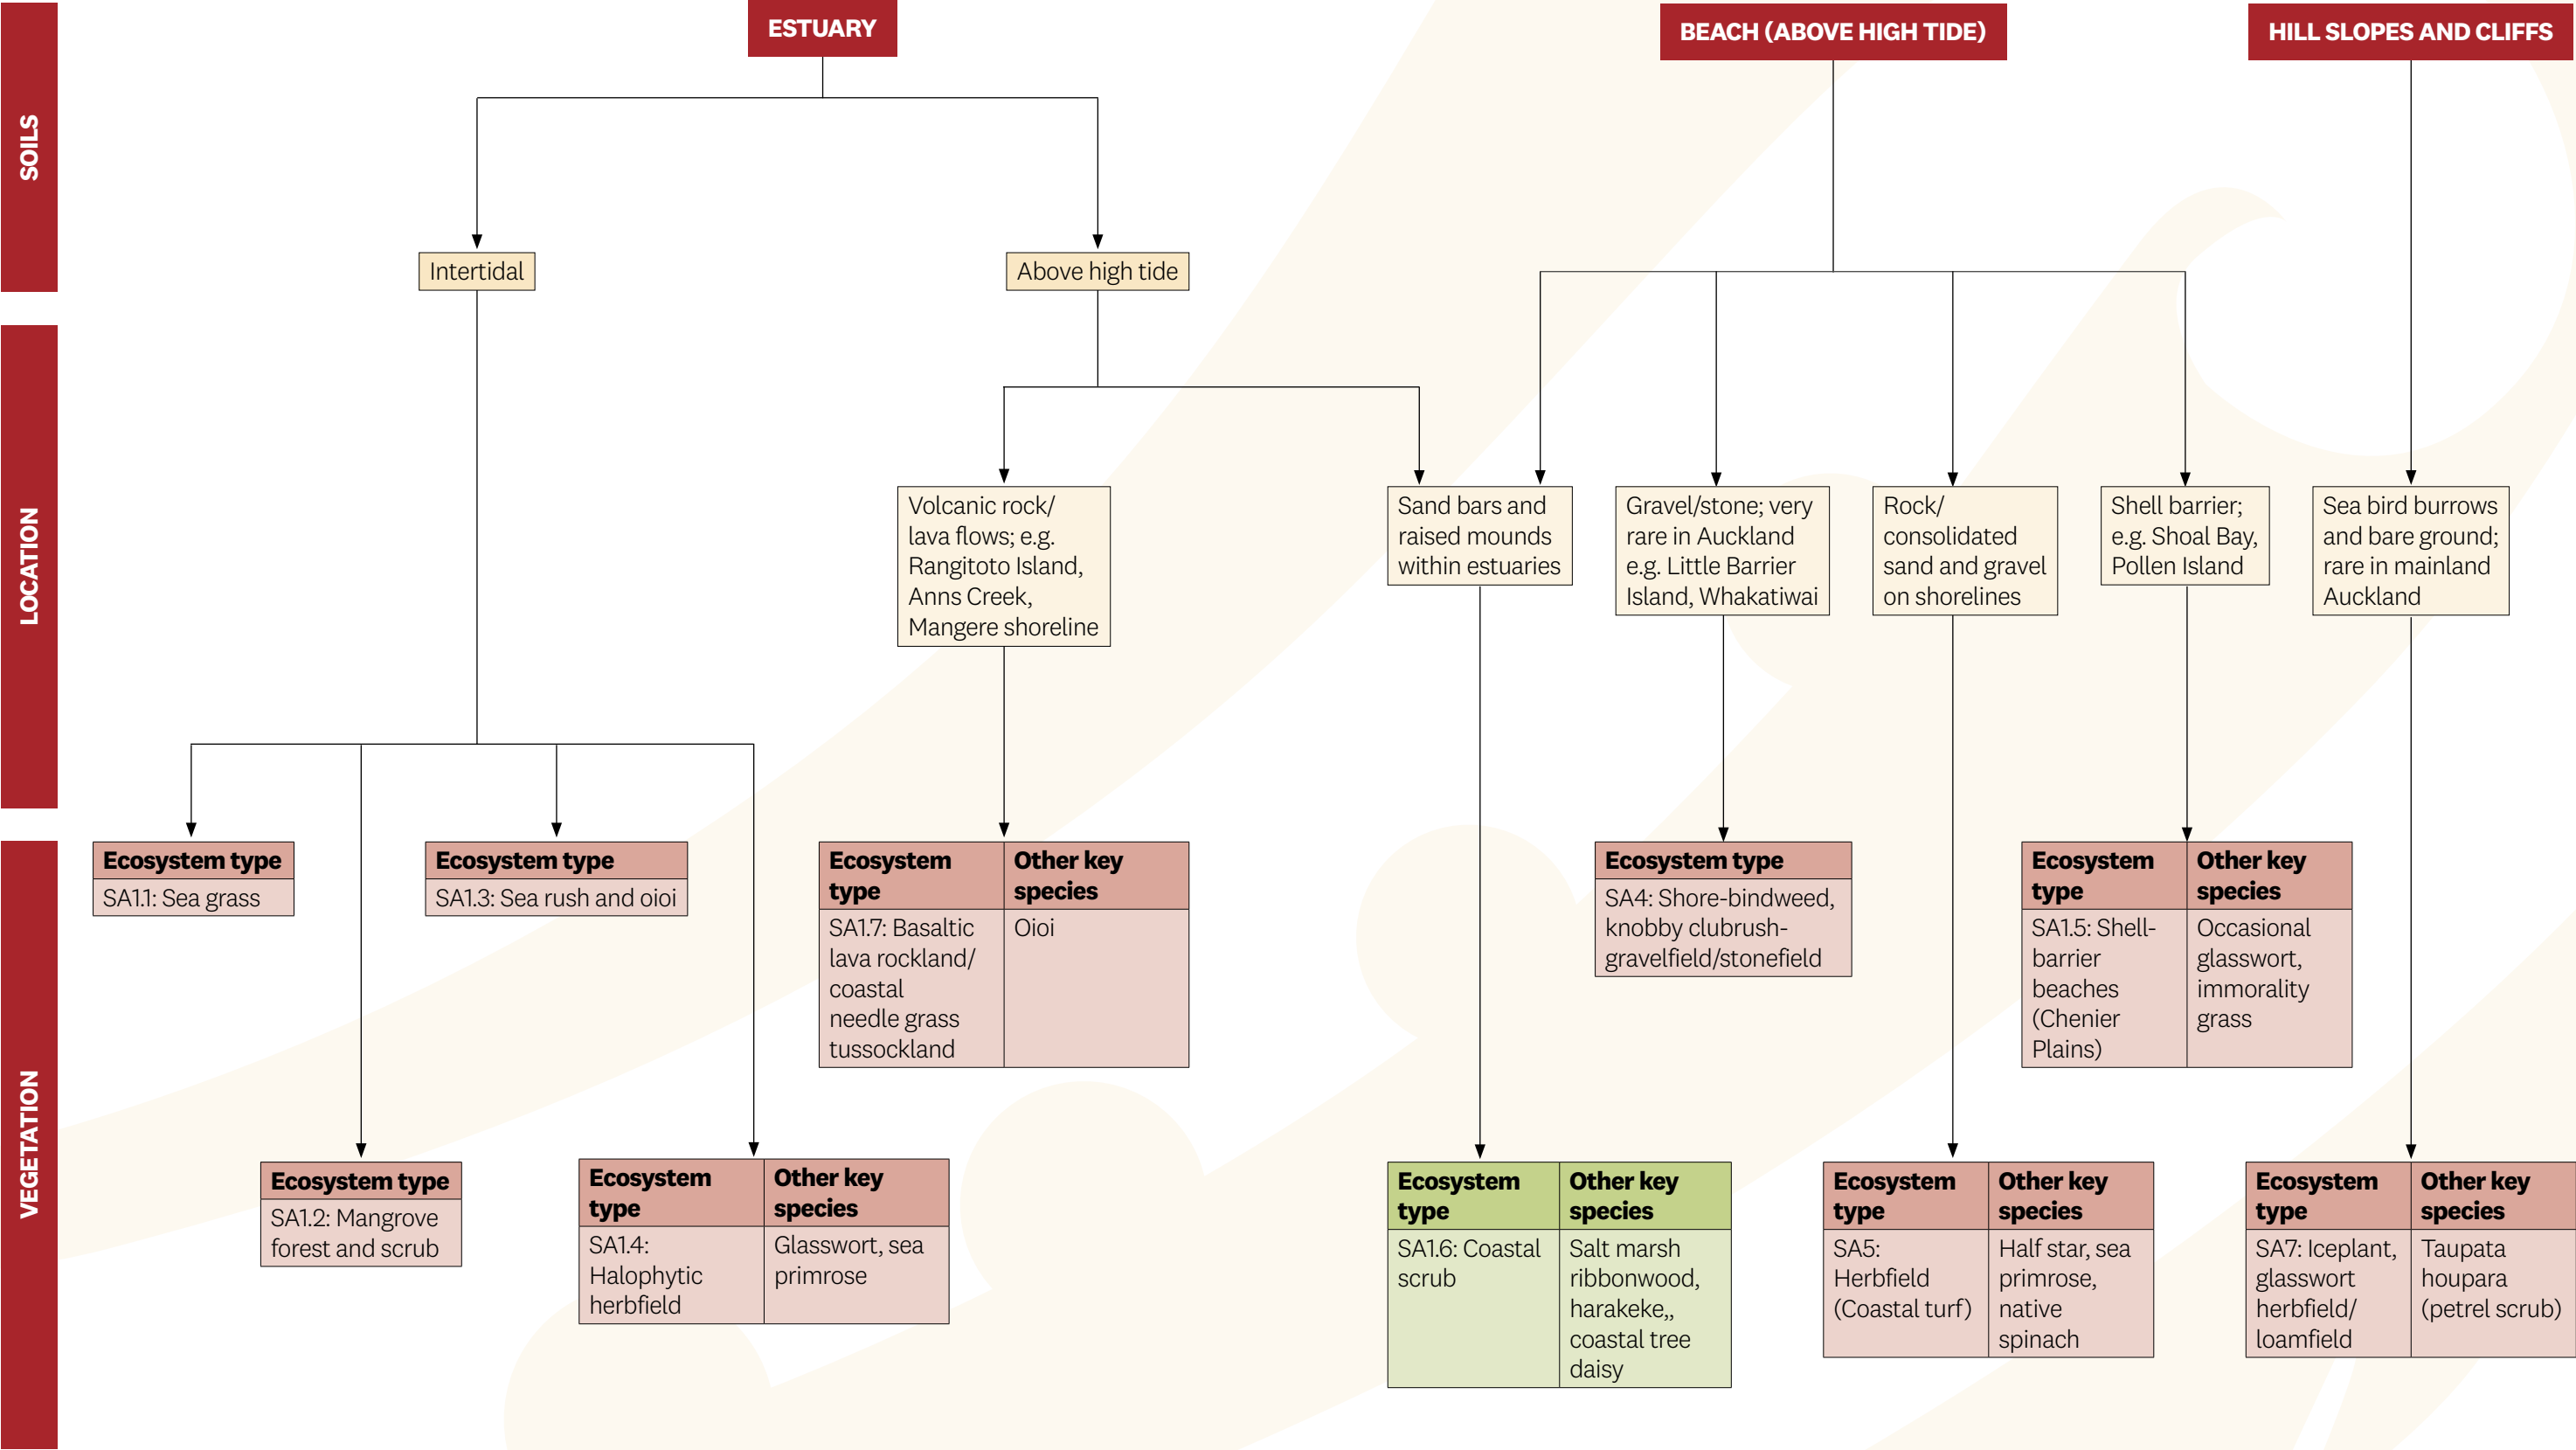 ESTUARY
BEACH (ABOVE HIGH TIDE)
HILL SLOPES AND CLIFFS
SOILS
Intertidal
Above high tide
LOCATION
Volcanic rock/
lava flows; e.g.
Rangitoto Island,
Anns Creek,
Mangere shoreline
Sand bars and
raised mounds
within estuaries
Gravel/stone; very
rare in Auckland
e.g. Little Barrier
Island, Whakatiwai
Rock/
consolidated
sand and gravel
on shorelines
Shell barrier;
e.g. Shoal Bay,
Pollen Island
Sea bird burrows
and bare ground;
rare in mainland
Auckland
VEGETATION
Ecosystem type
SA1.1: Sea grass
Ecosystem type
SA1.3: Sea rush and oioi
Ecosystem
type
Other key
species
SA1.7: Basaltic
lava rockland/
coastal
needle grass
tussockland
Oioi
Ecosystem type
SA4: Shore-bindweed,
knobby clubrush-
gravelfield/stonefield
Ecosystem
type
Other key
species
SA1.5: Shell-
barrier
beaches
(Chenier
Plains)
Occasional
glasswort,
immorality
grass
Ecosystem type
SA1.2: Mangrove
forest and scrub
Ecosystem
type
Other key
species
SA1.4:
Halophytic
herbfield
Glasswort, sea
primrose
Ecosystem
type
Other key
species
SA1.6: Coastal
scrub
Salt marsh
ribbonwood,
harakeke,,
coastal tree
daisy
Ecosystem
type
Other key
species
SA5:
Herbfield
(Coastal turf)
Half star, sea
primrose,
native
spinach
Ecosystem
type
Other key
species
SA7: Iceplant,
glasswort
herbfield/
loamfield
Taupata
houpara
(petrel scrub)